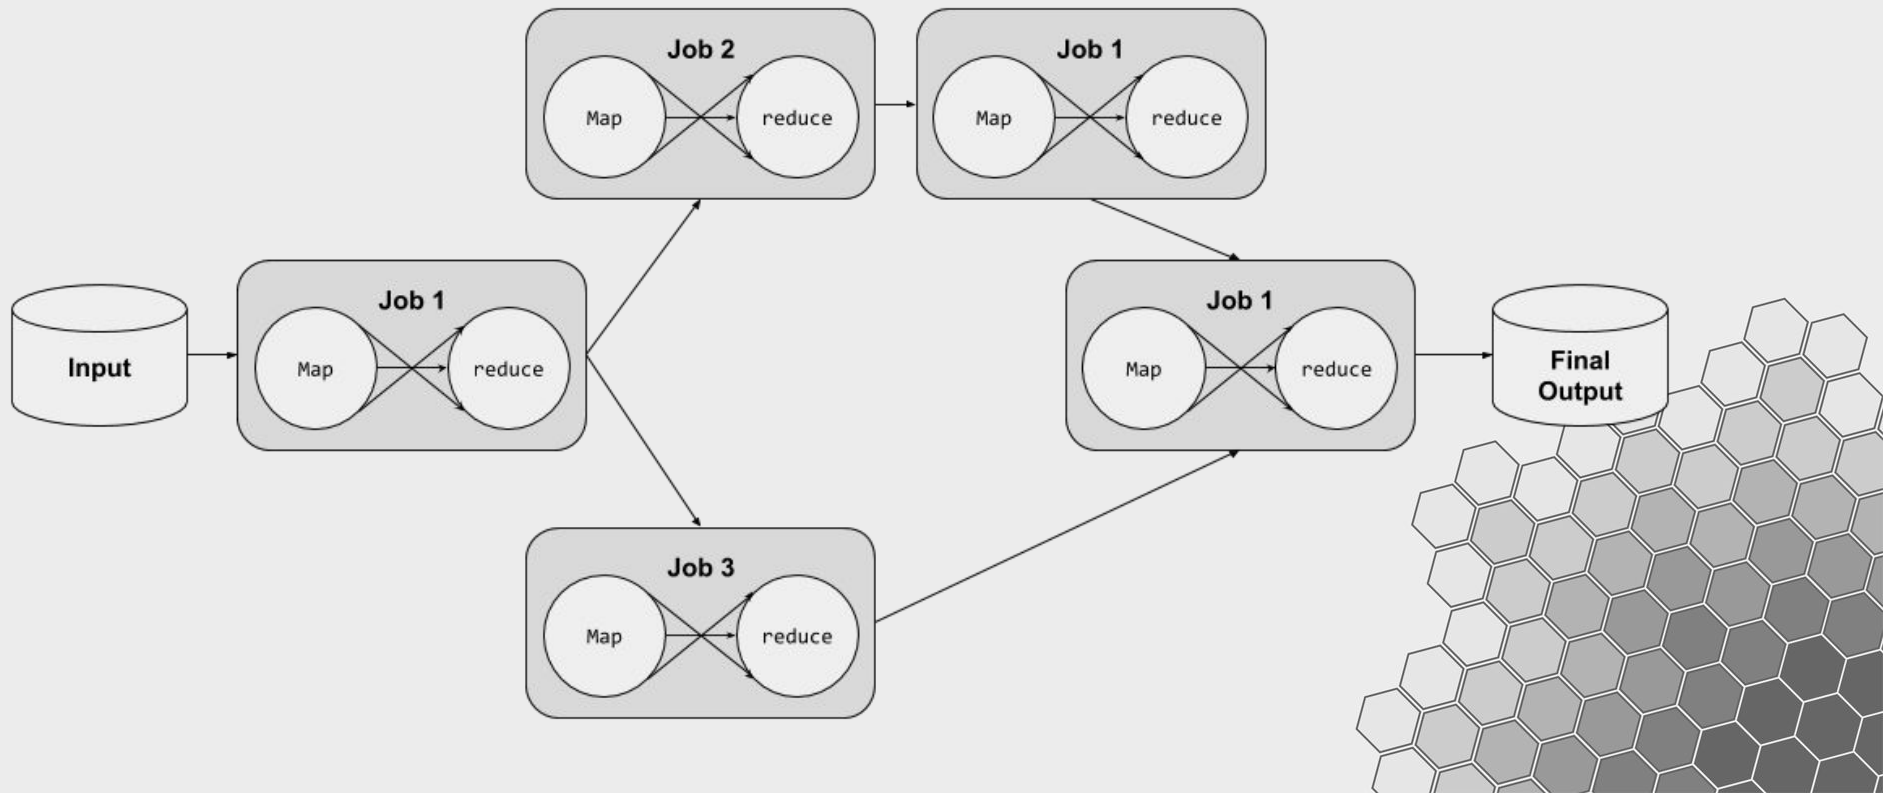 Job 2
Map
reduce
Job 1
Map
reduce
Input
Job 1
Map
reduce
Job 1
Map
reduce
Final
Output
Job 3
Map
reduce